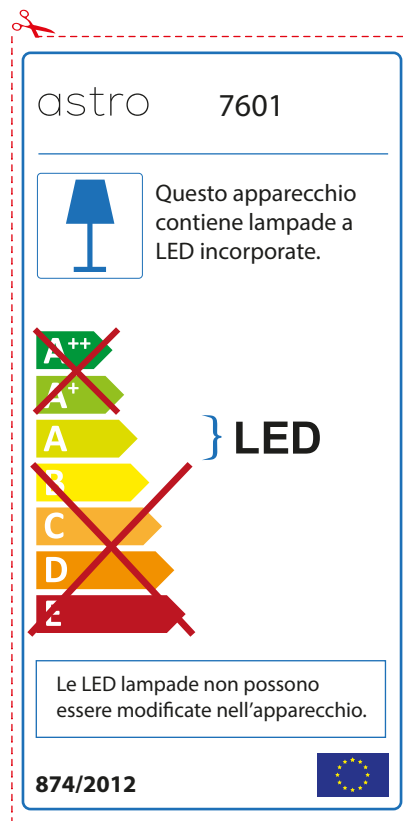 astro 7601
Questo apparecchio
contiene lampade a
LED incorporate.
A++
A+
A
} LED
B
C
D
E
Le LED lampade non possono
essere modificate nell'apparecchio.
874/2012